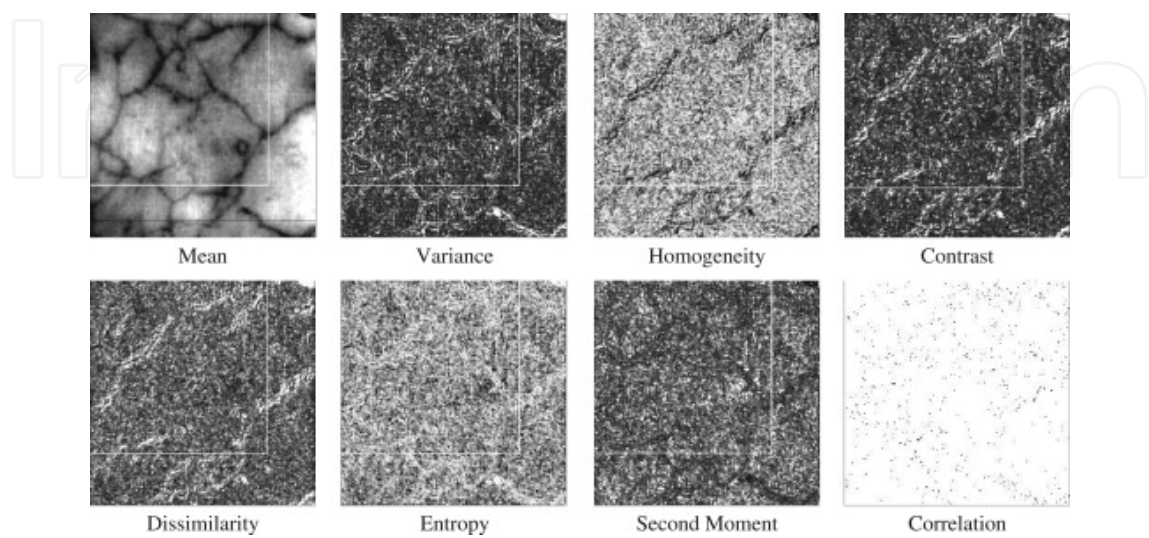 Mean
Variance
Homogeneity
Contrast
Dissimilarity
Entropy
Second Moment
Correlation